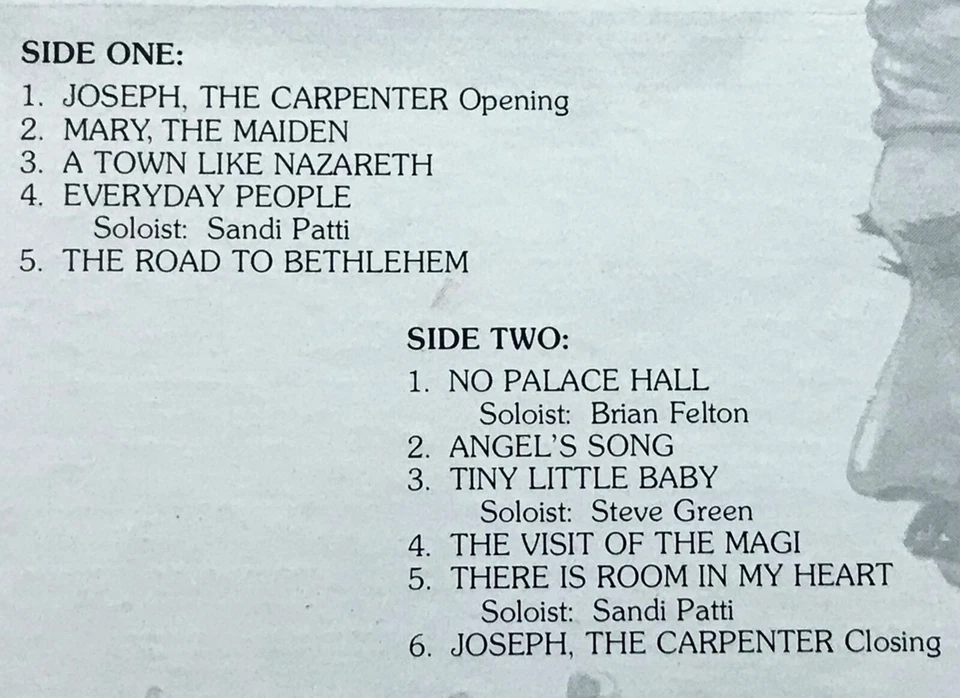 SIDE ONE:
1. JOSEPH, THE CARPENTER Opening
2. MARY, THE MAIDEN
3. A TOWN LIKE NAZARETH
4. EVERYDAY PEOPLE
Soloist: Sandi Patti
5. THE ROAD TO BETHLEHEM
SIDE TWO:
1. NO PALACE HALL
Soloist: Brian Felton
2. ANGEL'S SONG
3. TINY LITTLE BABY
Soloist: Steve Green
4. THE VISIT OF THE MAGI
5. THERE IS ROOM IN MY HEART
Soloist: Sandi Patti
6. JOSEPH, THE CARPENTER Closing